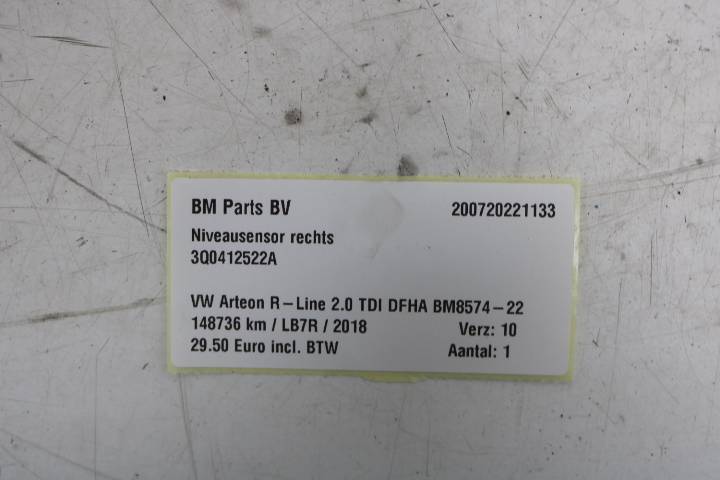 BM Parts BV 200720221133
Niveausensor rechts
3Q0412522A
VW Arteon R-Line 2.0 TDI DFHA BM8574-22
148736 km / LB7R / 2018 Verz: 10
29.50 Euro incl. BTW Aantal: 1